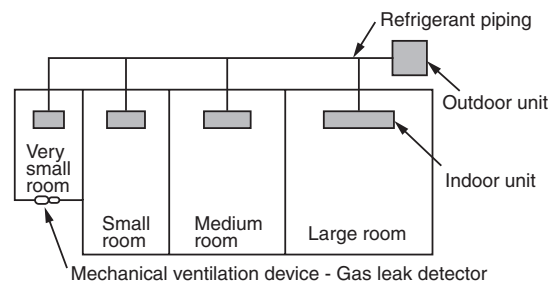 Refrigerant piping
Outdoor unit
Very
small
room
Indoor unit
Small
room
Medium
room
Large room
Mechanical ventilation device - Gas leak detector